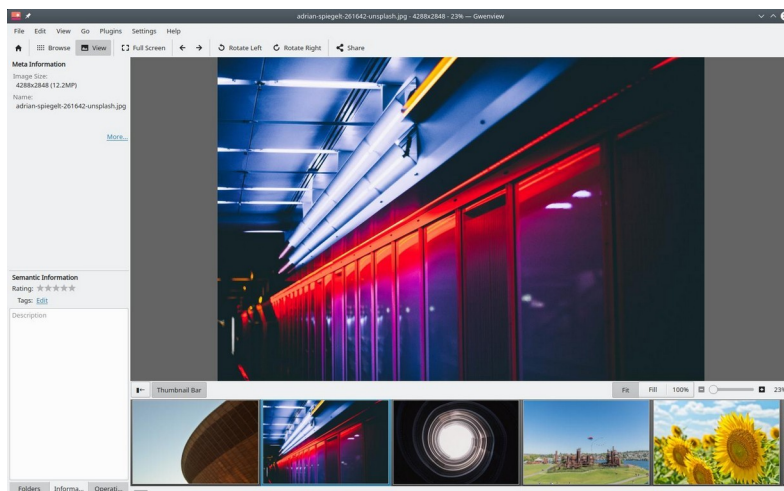 adrian-spiegelt-261642-unsplash.jpg - 4288x2848 - 23% — Gwenview
File Edit View Go Plugins Settings Help
Browse View Full Screen Rotate Left Rotate Right Share
Meta Information
Image Size:
4288x2848 (12.2MP)
Name:
adrian-spiegelt-261642-unsplash.jpg
More...
Semantic Information
Rating:
Tags: Edit
Description
Thumbnail Bar Fit Fill 100% 23%
Folders Informa... Operati...